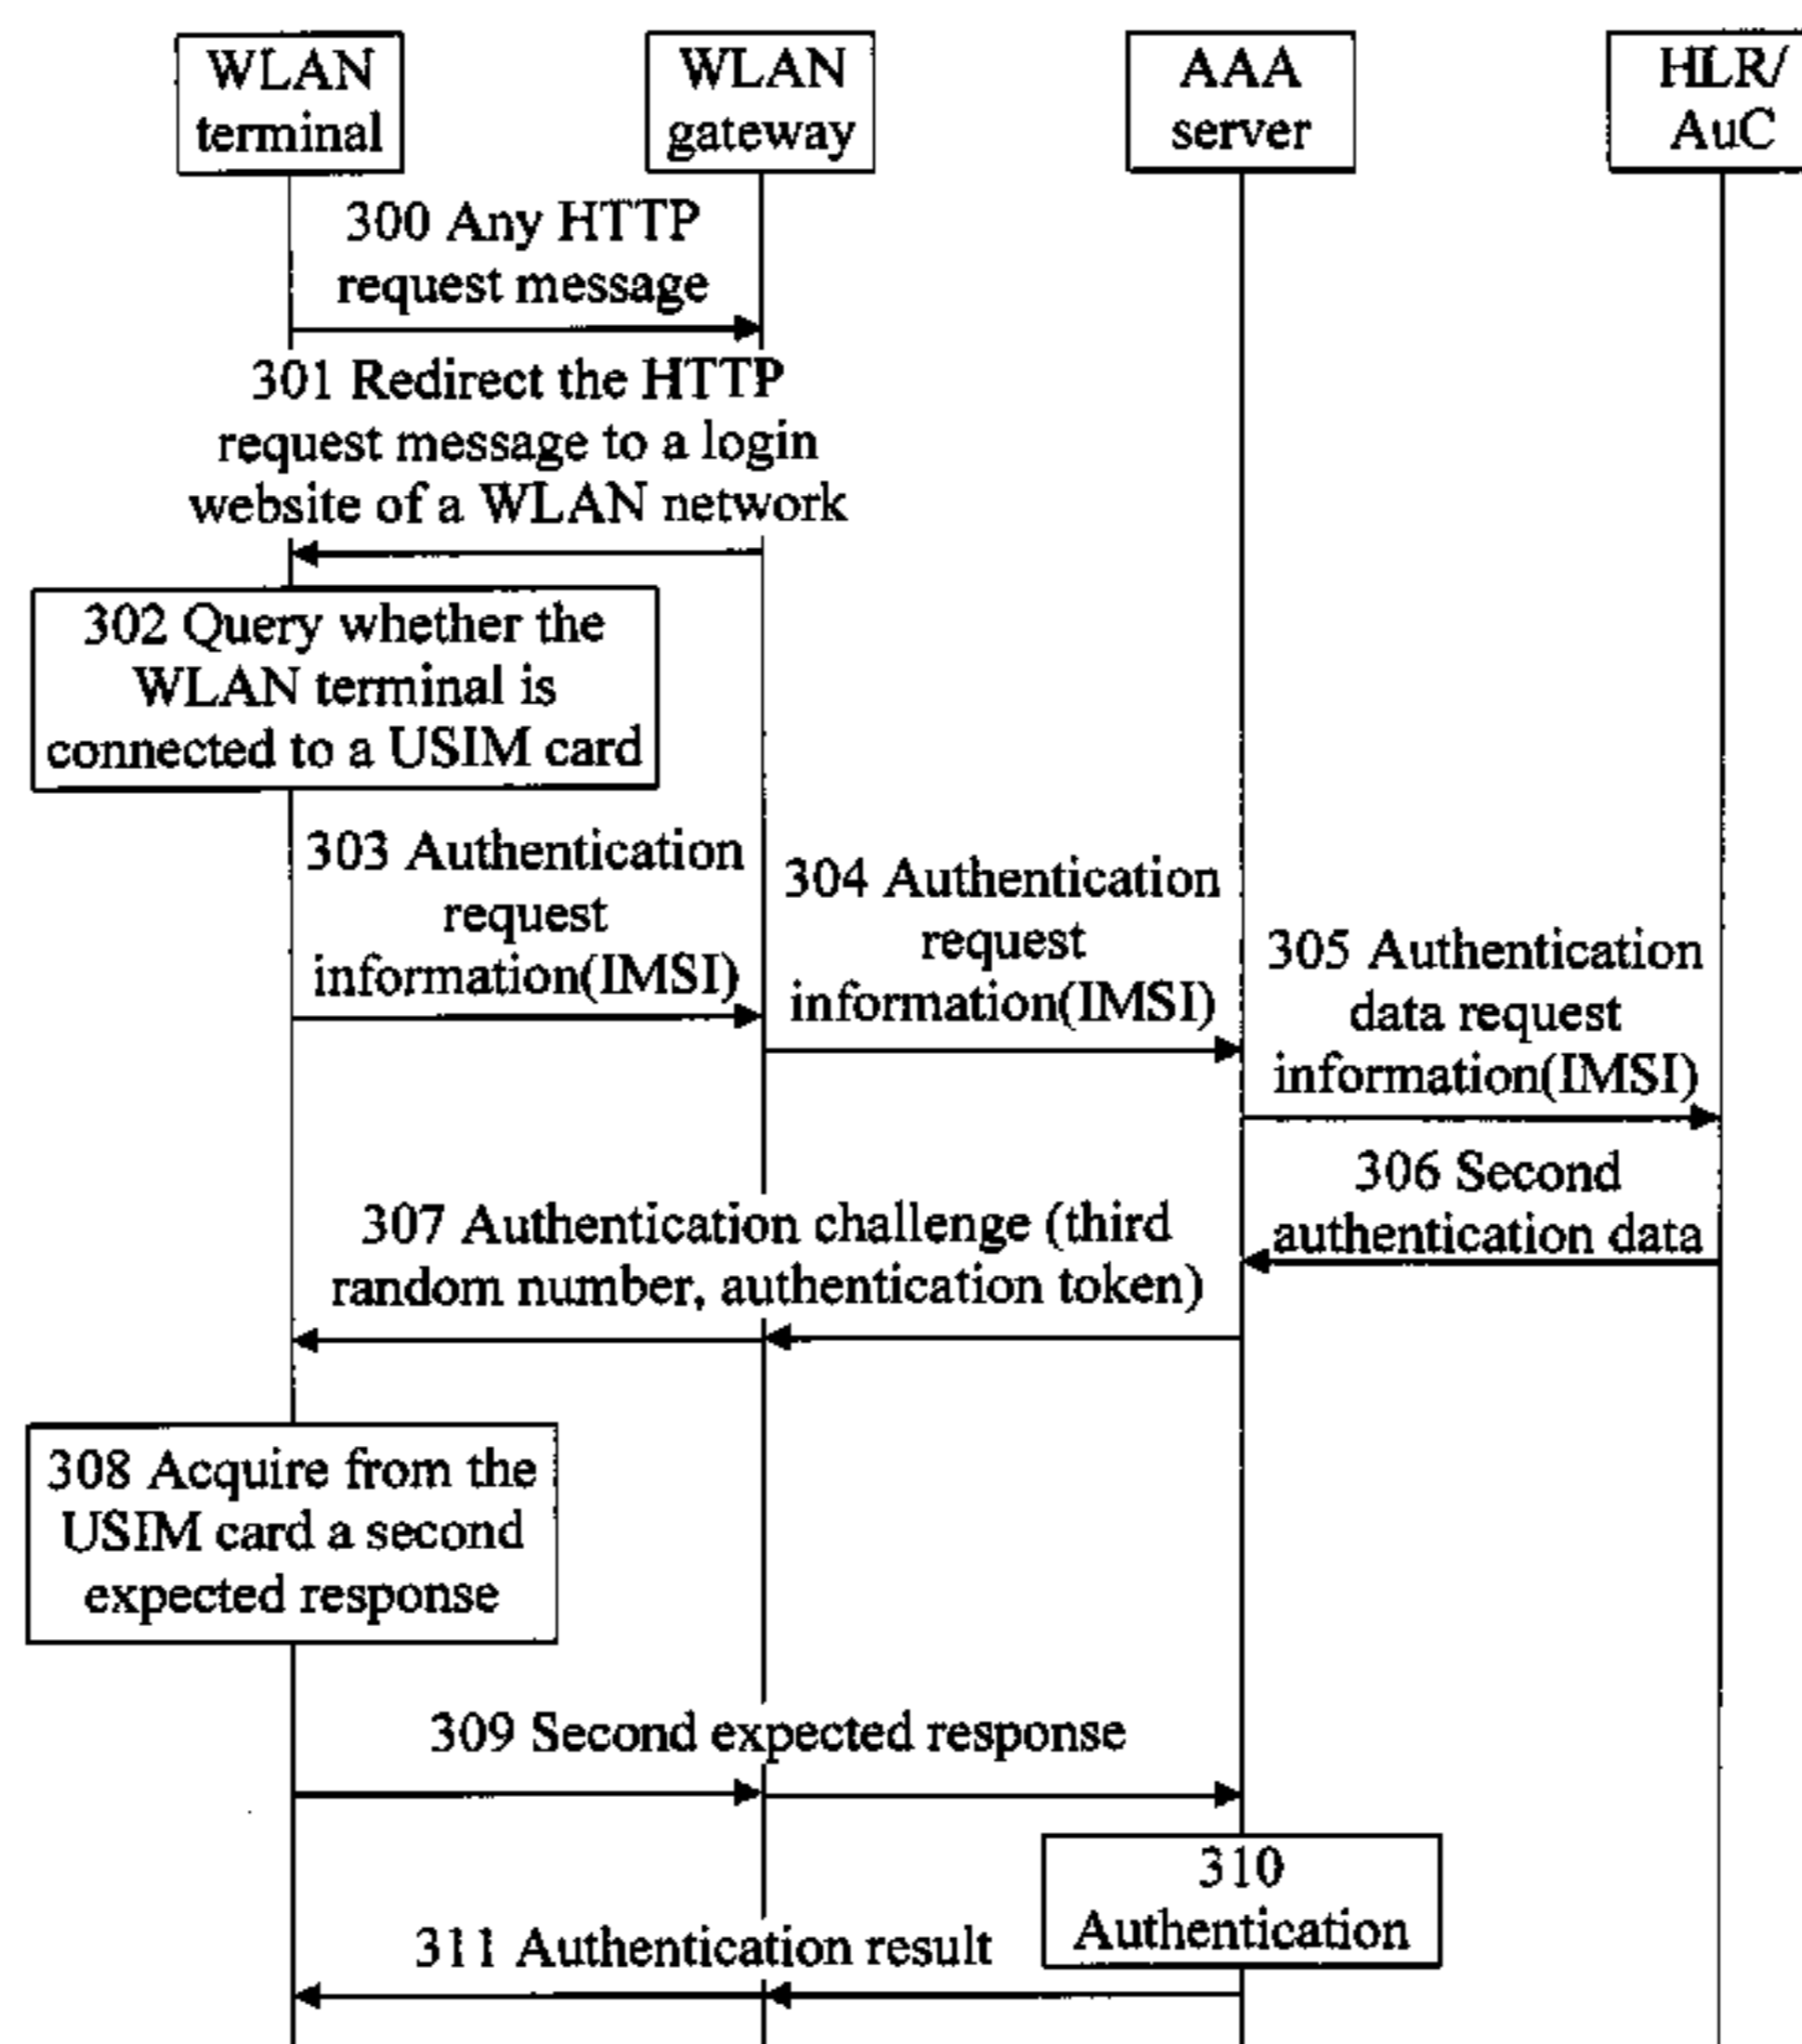 WLAN
terminal
WLAN
gateway
AAA
server
HLR/
AuC
300 Any HTTP
request message
301 Redirect the HTTP
request message to a login
website of a WLAN network
302 Query whether the
WLAN terminal is
connected to a USIM card
303 Authentication
request
information(IMSI)
304 Authentication
request
information(IMSI)
305 Authentication
data request
information(IMSI)
306 Second
authentication data
307 Authentication challenge (third
random number, authentication token)
308 Acquire from the
USIM card a second
expected response
309 Second expected response
310
Authentication
311 Authentication result